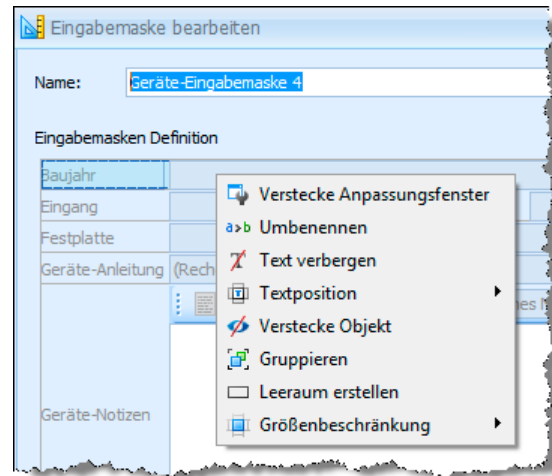 Eingabemaske bearbeiten
Name: Geräte-Eingabemaske 4
Eingabemasken Definition
Baujahr
Verstecke Anpassungsfenster
Eingang
a>b Umbenennen
Festplatte
Text verbergen
Geräte-Anleitung (Rech
Textposition
Verstecke Objekt
Gruppieren
Leeraum erstellen
Geräte-Notizen
Größenbeschränkung